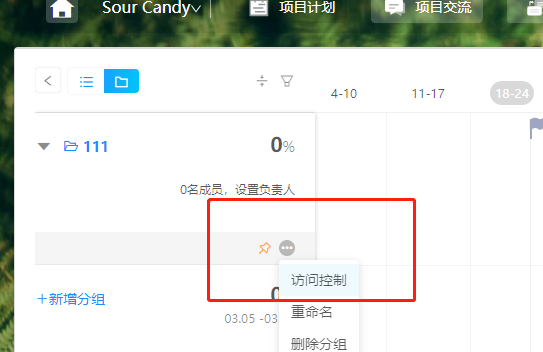 Sour Candy 项目计划 项目交流
4-10 11-17 18-24
111 0%
0名成员，设置负责人
+新增分组
03.05 -03
访问控制
重命名
删除分组